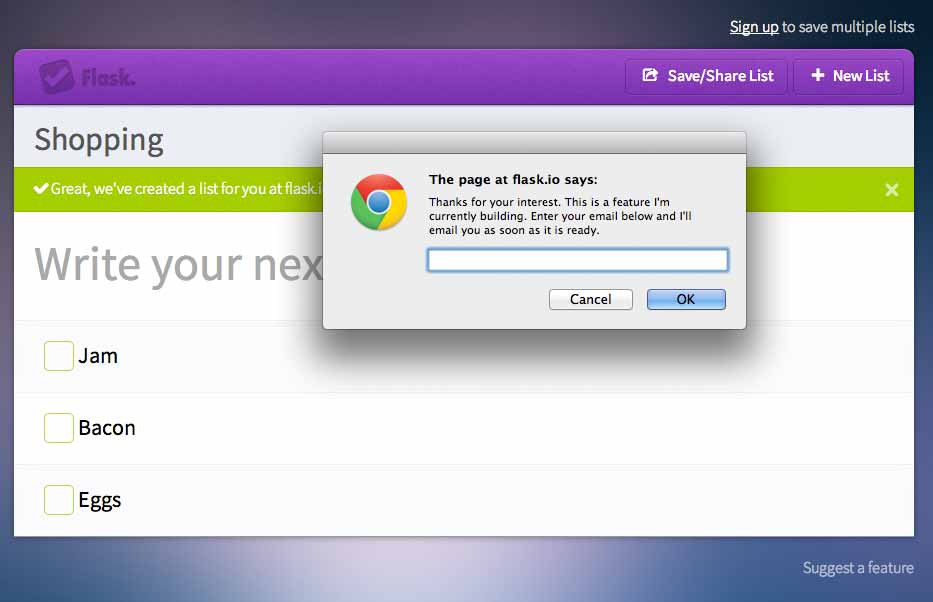 Sign up to save multiple lists
Flask.
Save/Share List
New List
Shopping
Great, we've created a list for you at flask.i
The page at flask.io says:
Thanks for your interest. This is a feature I'm
currently building. Enter your email below and I'll
email you as soon as it is ready.
Cancel
OK
Write your nex
Jam
Bacon
Eggs
Suggest a feature